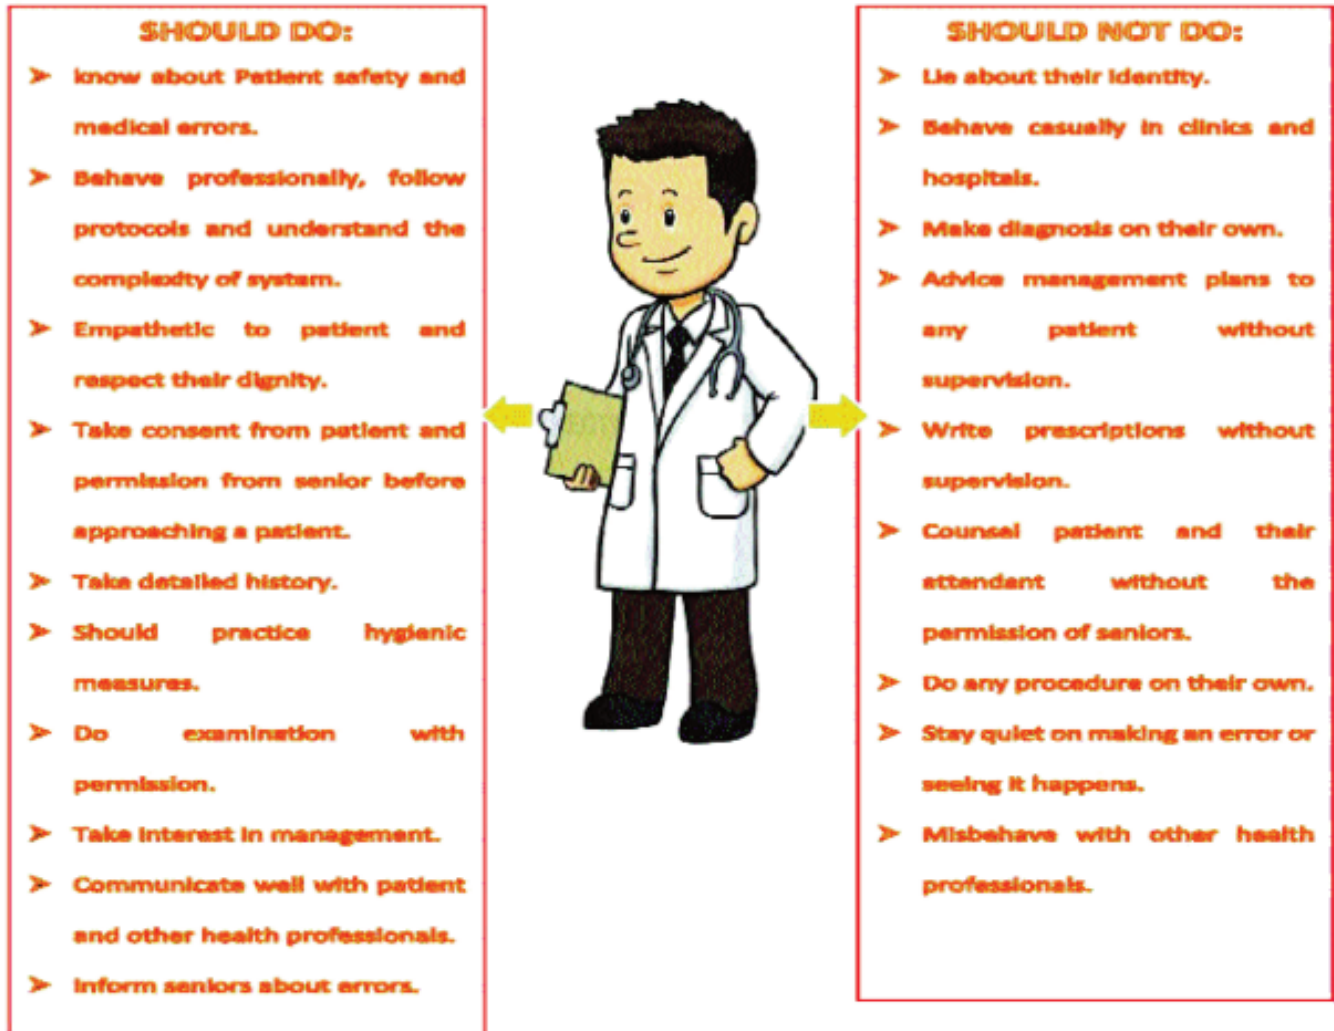 SHOULD DO:
➤ know about Patient safety and
medical errors.
➤ Behave professionally, follow
protocols and understand the
complexity of system.
➤ Empathetic to patient and
respect their dignity.
➤ Take consent from patient and
permission from senior before
approaching a patient.
➤ Take detailed history.
➤ Should practice hygienic
measures.
➤ Do examination with
permission.
➤ Take interest in management.
➤ Communicate well with patient
and other health professionals.
➤ Inform seniors about errors.
SHOULD NOT DO:
➤ Lie about their identity.
➤ Behave casually in clinics and
hospitals.
➤ Make diagnosis on their own.
➤ Advice management plans to
any patient without
supervision.
➤ Write prescriptions without
supervision.
➤ Counsel patient and their
attendant without the
permission of seniors.
➤ Do any procedure on their own.
➤ Stay quiet on making an error or
seeing it happens.
➤ Misbehave with other health
professionals.